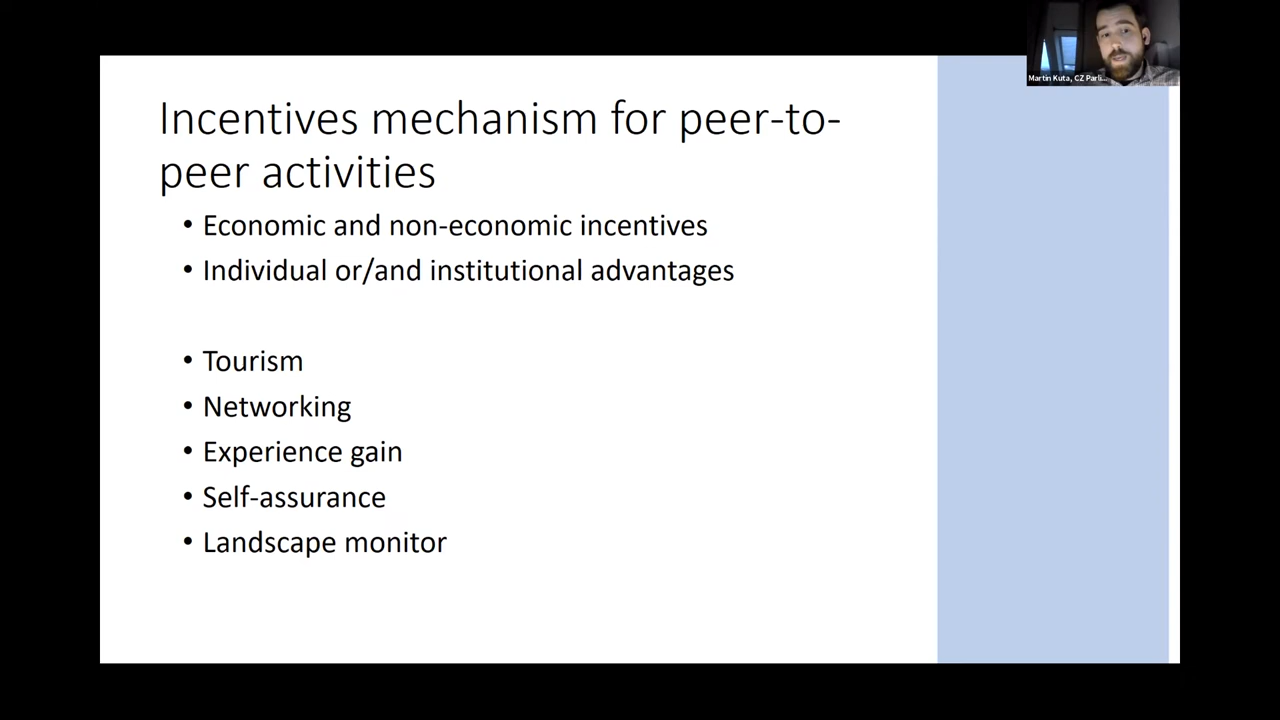 Martin Kuta, CZ Parli...
Incentives mechanism for peer-to-
peer activities
• Economic and non-economic incentives
• Individual or/and institutional advantages
• Tourism
• Networking
• Experience gain
• Self-assurance
• Landscape monitor